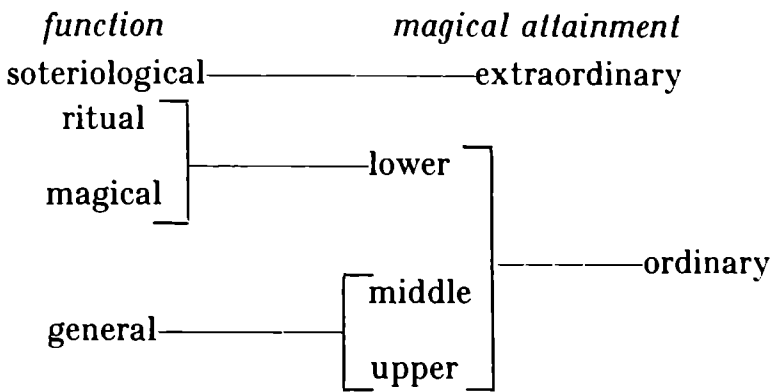 function magical attainment
soteriological extraordinary
ritual
lower
magical
ordinary
middle
general
upper